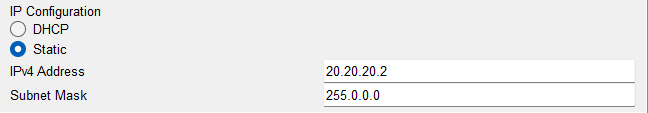 IP Configuration
DHCP
Static
IPv4 Address 20.20.20.2
Subnet Mask 255.0.0.0